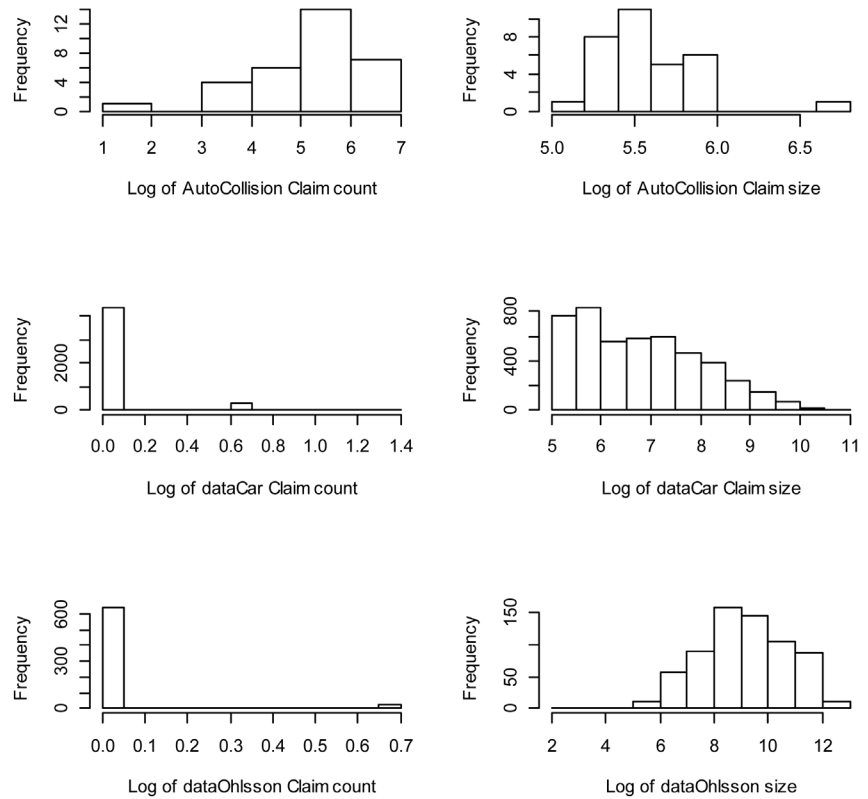 Frequency
12
8
4
0
1 2 3 4 5 6 7
Log of AutoCollision Claim count
Frequency
8
4
0
5.0 5.5 6.0 6.5
Log of AutoCollision Claim size
Frequency
2000
0
0.0 0.2 0.4 0.6 0.8 1.0 1.2 1.4
Log of dataCar Claim count
Frequency
800
400
0
5 6 7 8 9 10 11
Log of dataCar Claim size
Frequency
600
300
0
0.0 0.1 0.2 0.3 0.4 0.5 0.6 0.7
Log of dataOhlsson Claim count
Frequency
150
50
0
2 4 6 8 10 12
Log of dataOhlsson size